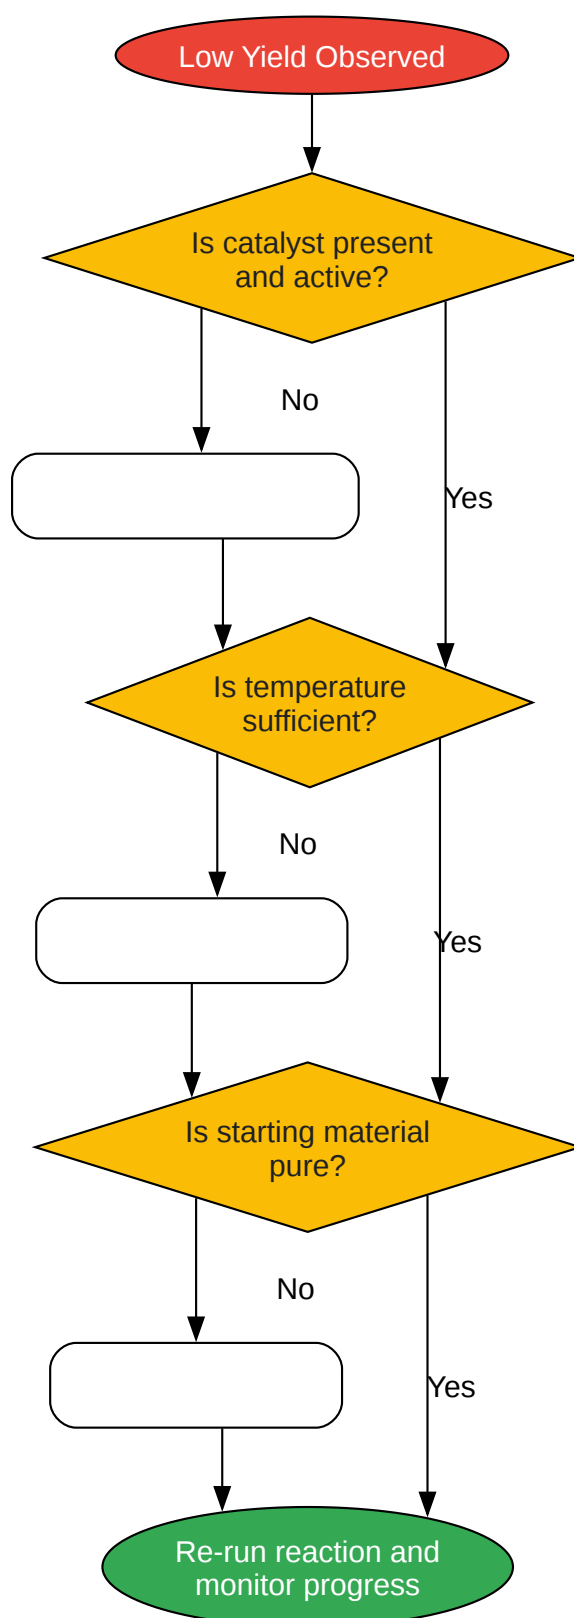 Low Yield Observed
Is catalyst present
and active?
No
Yes
Is temperature
sufficient?
No
Yes
Is starting material
pure?
No
Yes
Re-run reaction and
monitor progress